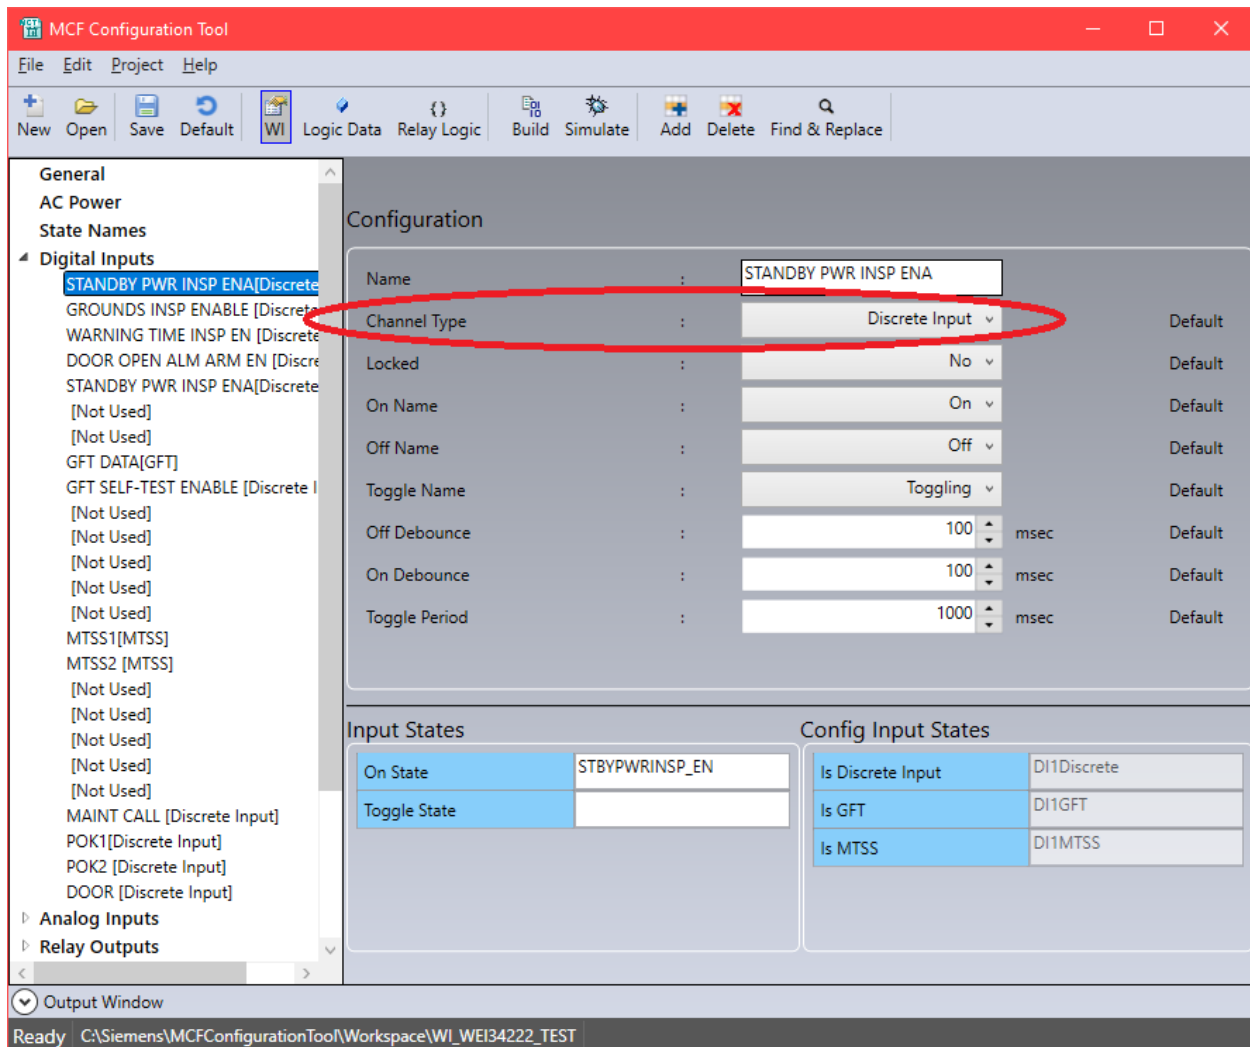 MCF Configuration Tool
File Edit Project Help
New Open Save Default WI Logic Data Relay Logic Build Simulate Add Delete Find & Replace
General
AC Power
State Names
Digital Inputs
STANDBY PWR INSP ENA[Discrete
GROUNDS INSP ENABLE [Discrete
WARNING TIME INSP EN [Discrete
DOOR OPEN ALM ARM EN [Discre
STANDBY PWR INSP ENA[Discrete
[Not Used]
[Not Used]
GFT DATA[GFT]
GFT SELF-TEST ENABLE [Discrete I
[Not Used]
[Not Used]
[Not Used]
[Not Used]
[Not Used]
MTSS1[MTSS]
MTSS2 [MTSS]
[Not Used]
[Not Used]
[Not Used]
[Not Used]
[Not Used]
MAINT CALL [Discrete Input]
POK1[Discrete Input]
POK2 [Discrete Input]
DOOR [Discrete Input]
Analog Inputs
Relay Outputs
Configuration
Name : STANDBY PWR INSP ENA
Channel Type : Discrete Input Default
Locked : No Default
On Name : On Default
Off Name : Off Default
Toggle Name : Toggling Default
Off Debounce : 100 msec Default
On Debounce : 100 msec Default
Toggle Period : 1000 msec Default
Input States
On State STBYPWRINSP_EN
Toggle State
Config Input States
Is Discrete Input DI1Discrete
Is GFT DI1GFT
Is MTSS DI1MTSS
Output Window
Ready C:\Siemens\MCFConfigurationTool\Workspace\WI_WEI34222_TEST